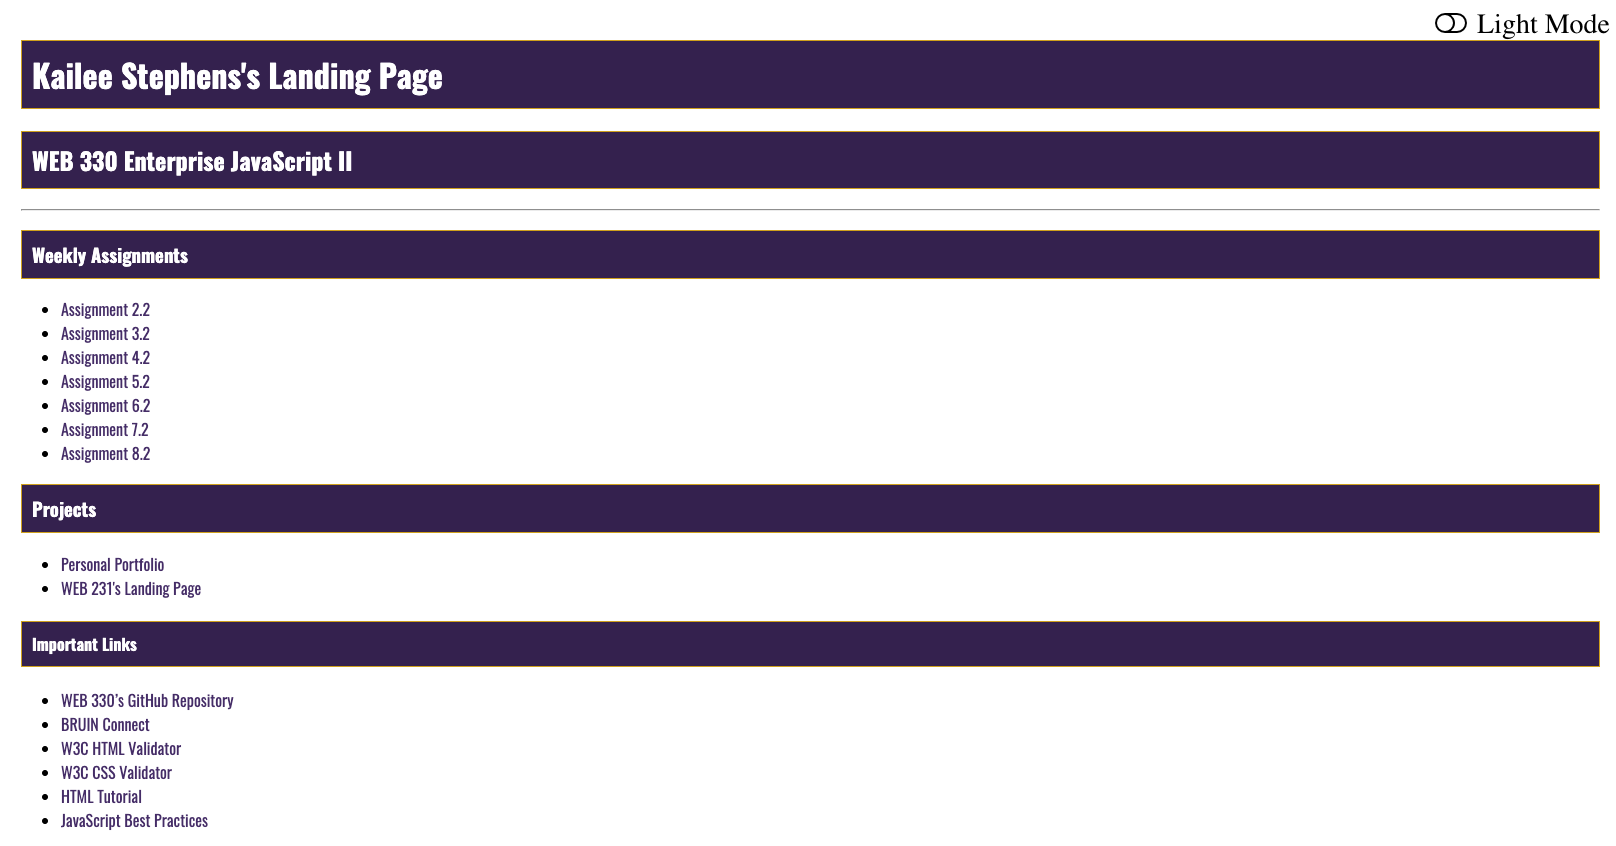 Light Mode
Kailee Stephens's Landing Page
WEB 330 Enterprise JavaScript II
Weekly Assignments
Assignment 2.2
Assignment 3.2
Assignment 4.2
Assignment 5.2
Assignment 6.2
Assignment 7.2
Assignment 8.2
Projects
Personal Portfolio
WEB 231's Landing Page
Important Links
WEB 330's GitHub Repository
BRUIN Connect
W3C HTML Validator
W3C CSS Validator
HTML Tutorial
JavaScript Best Practices